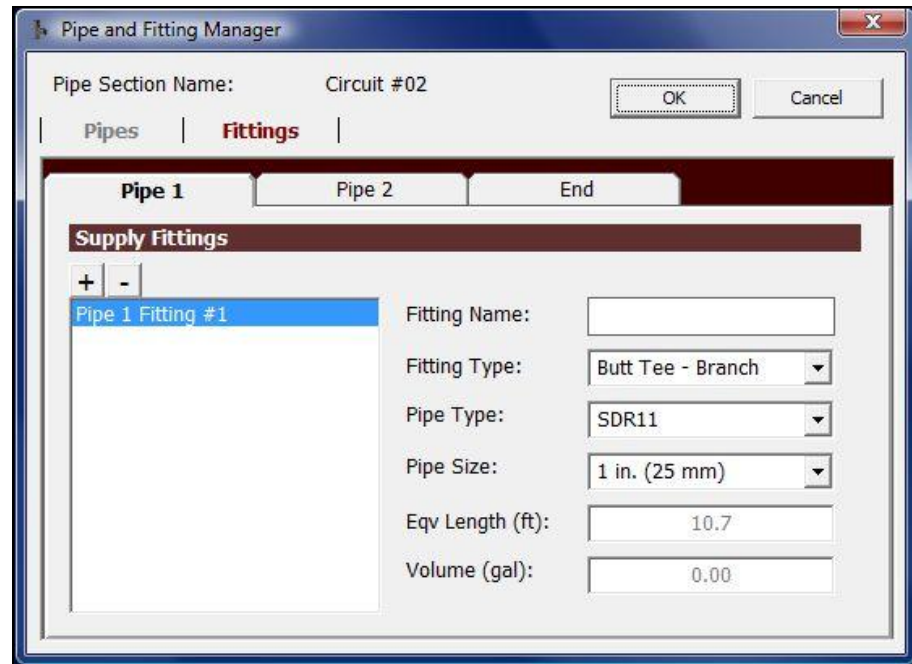 Pipe and Fitting Manager
Pipe Section Name: Circuit #02
OK Cancel
Pipes Fittings
Pipe 1 Pipe 2 End
Supply Fittings
+ -
Pipe 1 Fitting #1
Fitting Name:
Fitting Type: Butt Tee - Branch
Pipe Type: SDR11
Pipe Size: 1 in. (25 mm)
Eqv Length (ft): 10.7
Volume (gal): 0.00